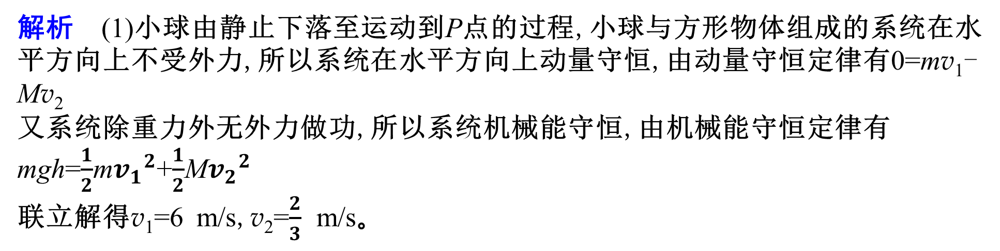 解析 (1)小球由静止下落至运动到P点的过程,小球与方形物体组成的系统在水
平方向上不受外力,所以系统在水平方向上动量守恒,由动量守恒定律有0=mv₁−
Mv₂
又系统除重力外无外力做功,所以系统机械能守恒,由机械能守恒定律有
mgh=1/2mv₁²+1/2Mv₂²
联立解得v₁=6 m/s,v₂=2/3 m/s。